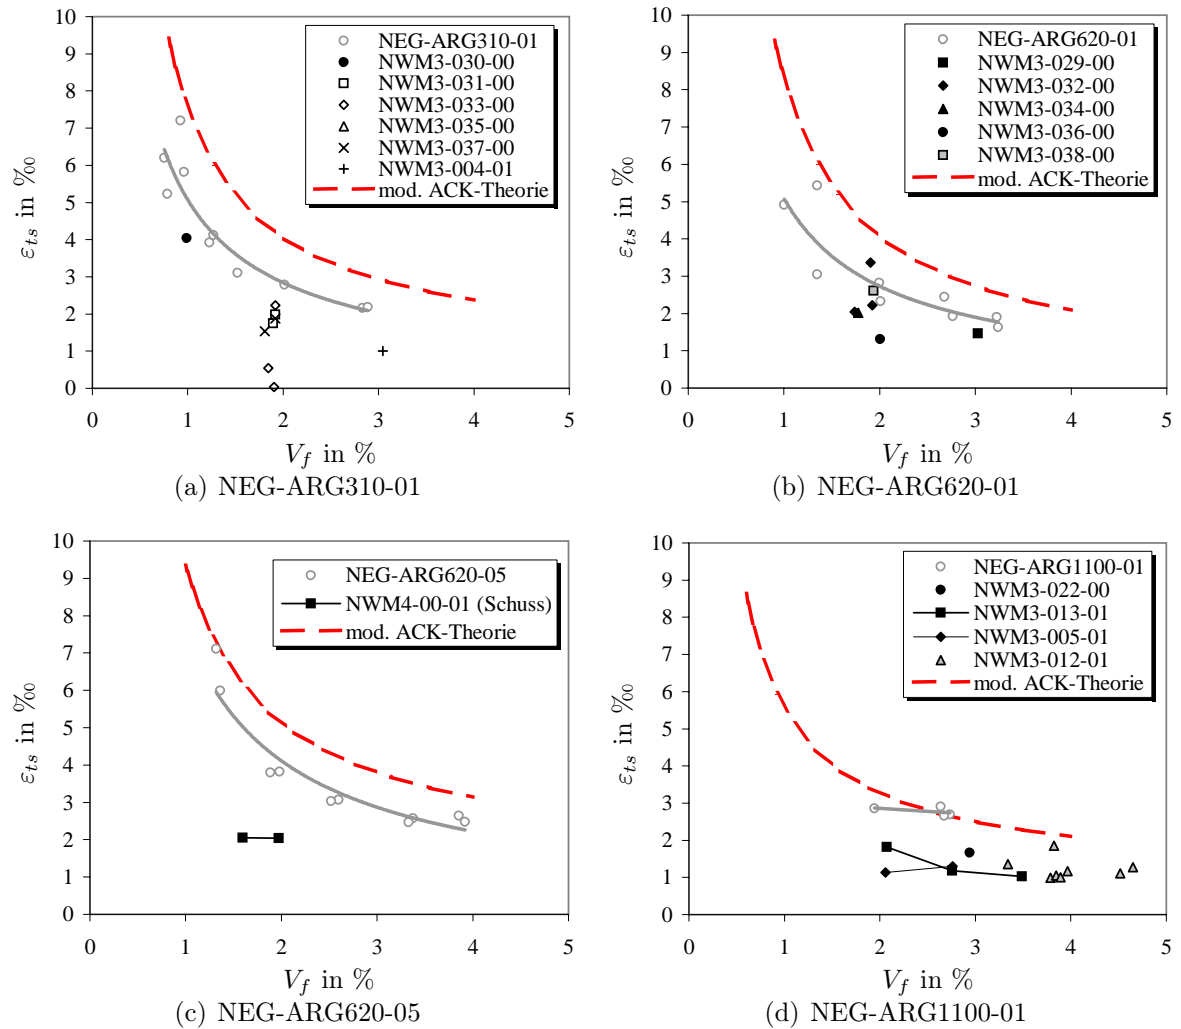 10
9
8
7
6
5
4
3
2
1
0
0
1
2
3
4
5
ε_ts in ‰
V_f in %
NEG-ARG310-01
NWM3-030-00
NWM3-031-00
NWM3-033-00
NWM3-035-00
NWM3-037-00
NWM3-004-01
mod. ACK-Theorie
(a) NEG-ARG310-01
10
9
8
7
6
5
4
3
2
1
0
0
1
2
3
4
5
ε_ts in ‰
V_f in %
NEG-ARG620-01
NWM3-029-00
NWM3-032-00
NWM3-034-00
NWM3-036-00
NWM3-038-00
mod. ACK-Theorie
(b) NEG-ARG620-01
10
9
8
7
6
5
4
3
2
1
0
0
1
2
3
4
5
ε_ts in ‰
V_f in %
NEG-ARG620-05
NWM4-00-01 (Schuss)
mod. ACK-Theorie
(c) NEG-ARG620-05
10
9
8
7
6
5
4
3
2
1
0
0
1
2
3
4
5
ε_ts in ‰
V_f in %
NEG-ARG1100-01
NWM3-022-00
NWM3-013-01
NWM3-005-01
NWM3-012-01
mod. ACK-Theorie
(d) NEG-ARG1100-01